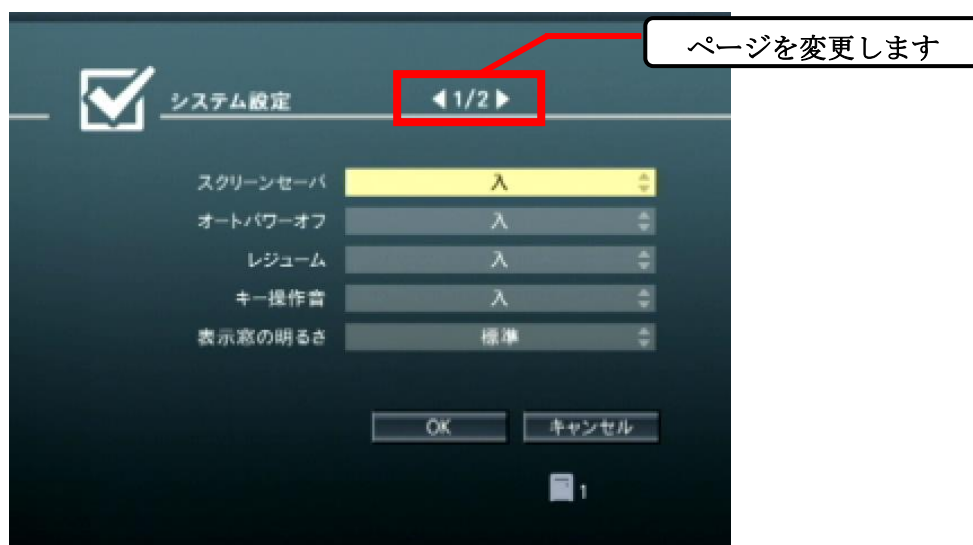 ページを変更します
システム設定 ◀1/2▶
スクリーンセーバ 入
オートパワーオフ 入
レジューム 入
キー操作音 入
表示窓の明るさ 標準
OK キャンセル
1